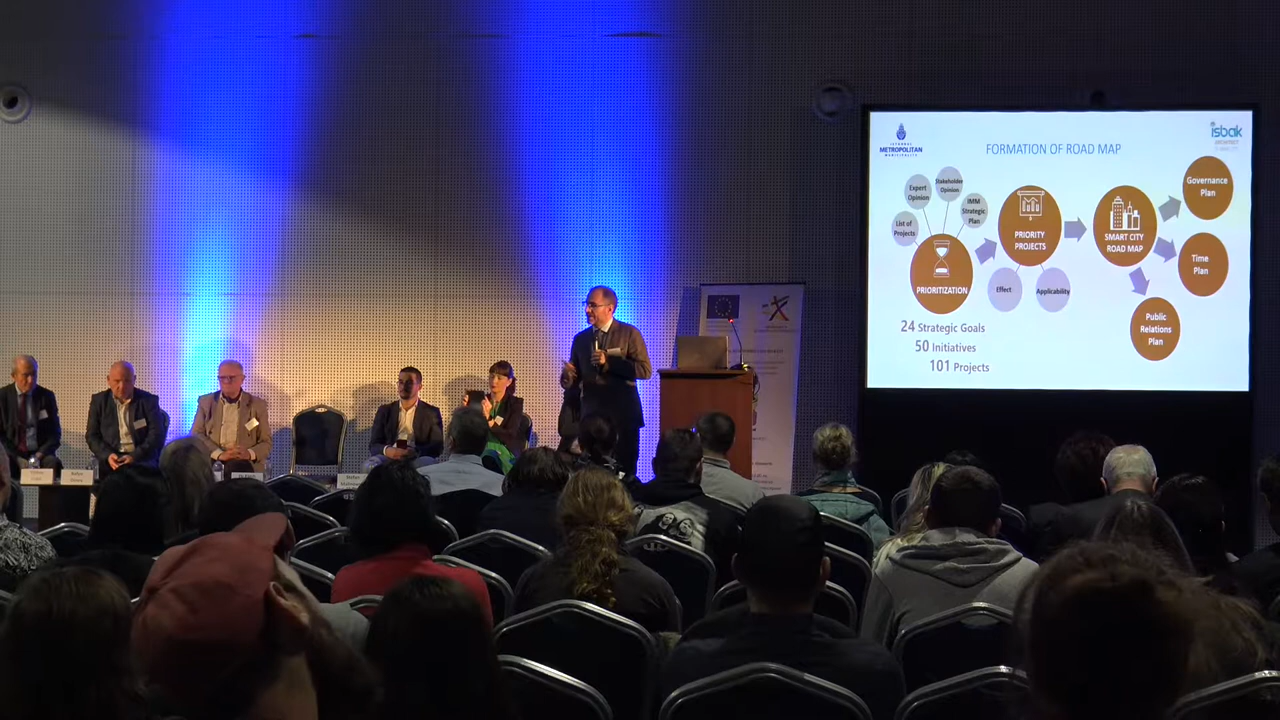 ISTANBUL
METROPOLITAN
MUNICIPALITY
FORMATION OF ROAD MAP
isbak
Expert
Opinion
Stakeholder
Opinion
IMM
Strategic
Plan
List of
Projects
PRIORITIZATION
PRIORITY
PROJECTS
Effect
Applicability
SMART CITY
ROAD MAP
Governance
Plan
Time
Plan
Public
Relations
Plan
24 Strategic Goals
50 Initiatives
101 Projects